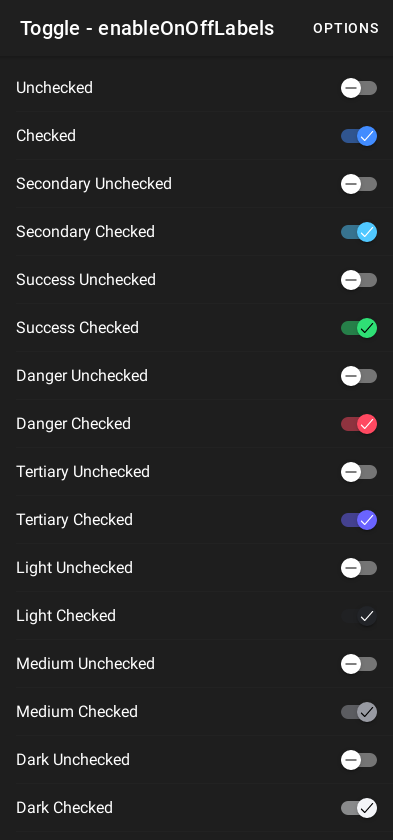 Toggle - enableOnOffLabels OPTIONS
Unchecked
Checked
Secondary Unchecked
Secondary Checked
Success Unchecked
Success Checked
Danger Unchecked
Danger Checked
Tertiary Unchecked
Tertiary Checked
Light Unchecked
Light Checked
Medium Unchecked
Medium Checked
Dark Unchecked
Dark Checked